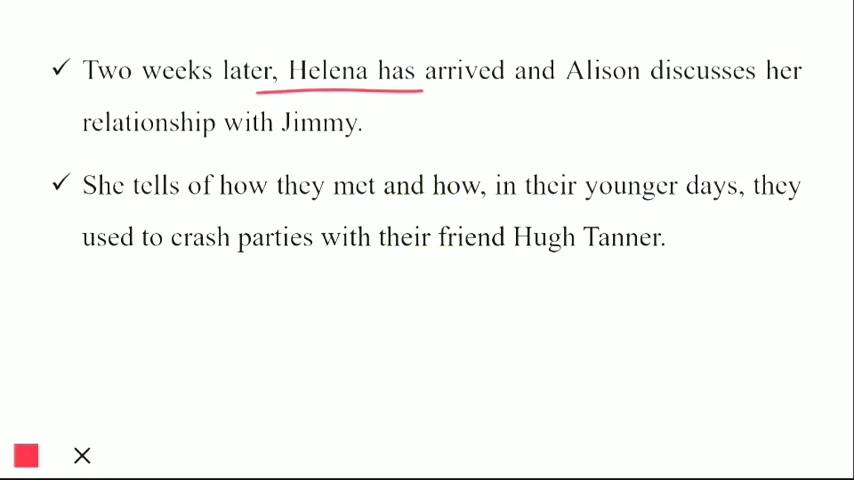 ✓ Two weeks later, Helena has arrived and Alison discusses her
relationship with Jimmy.
✓ She tells of how they met and how, in their younger days, they
used to crash parties with their friend Hugh Tanner.